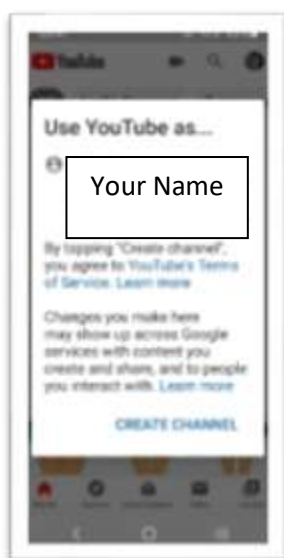 YouTube
Use YouTube as...
Your Name
By tapping "Create channel",
you agree to YouTube's Terms
of Service. Learn more
Changes you make here
may show up across Google
services with content you
create and share, and to people
you interact with. Learn more
CREATE CHANNEL